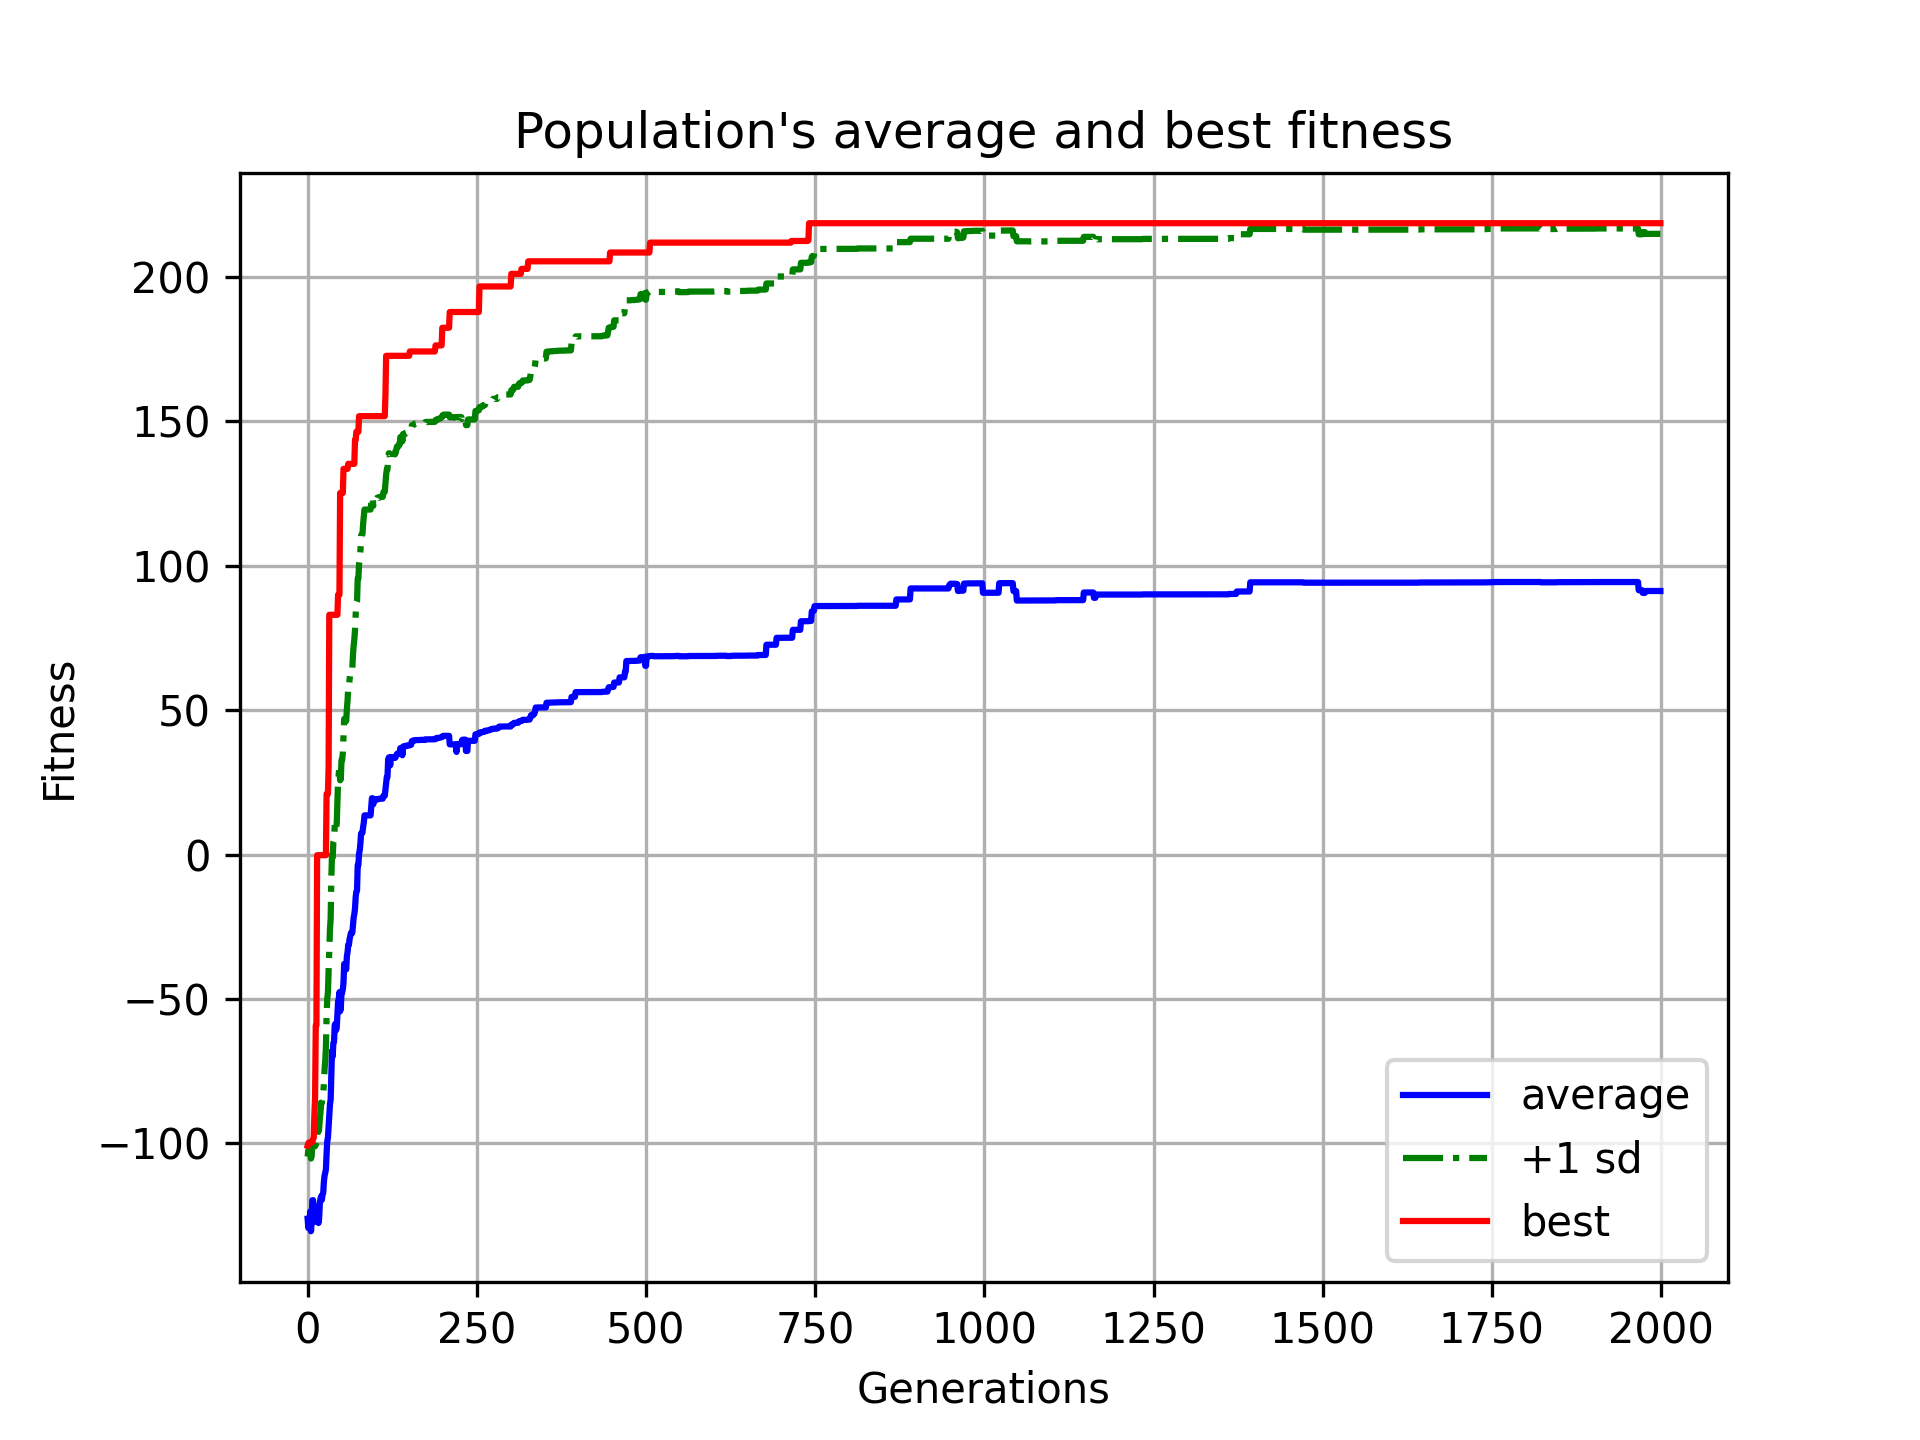 Population's average and best fitness
Fitness
200
150
100
50
0
−50
−100
average
+1 sd
best
0 250 500 750 1000 1250 1500 1750 2000
Generations